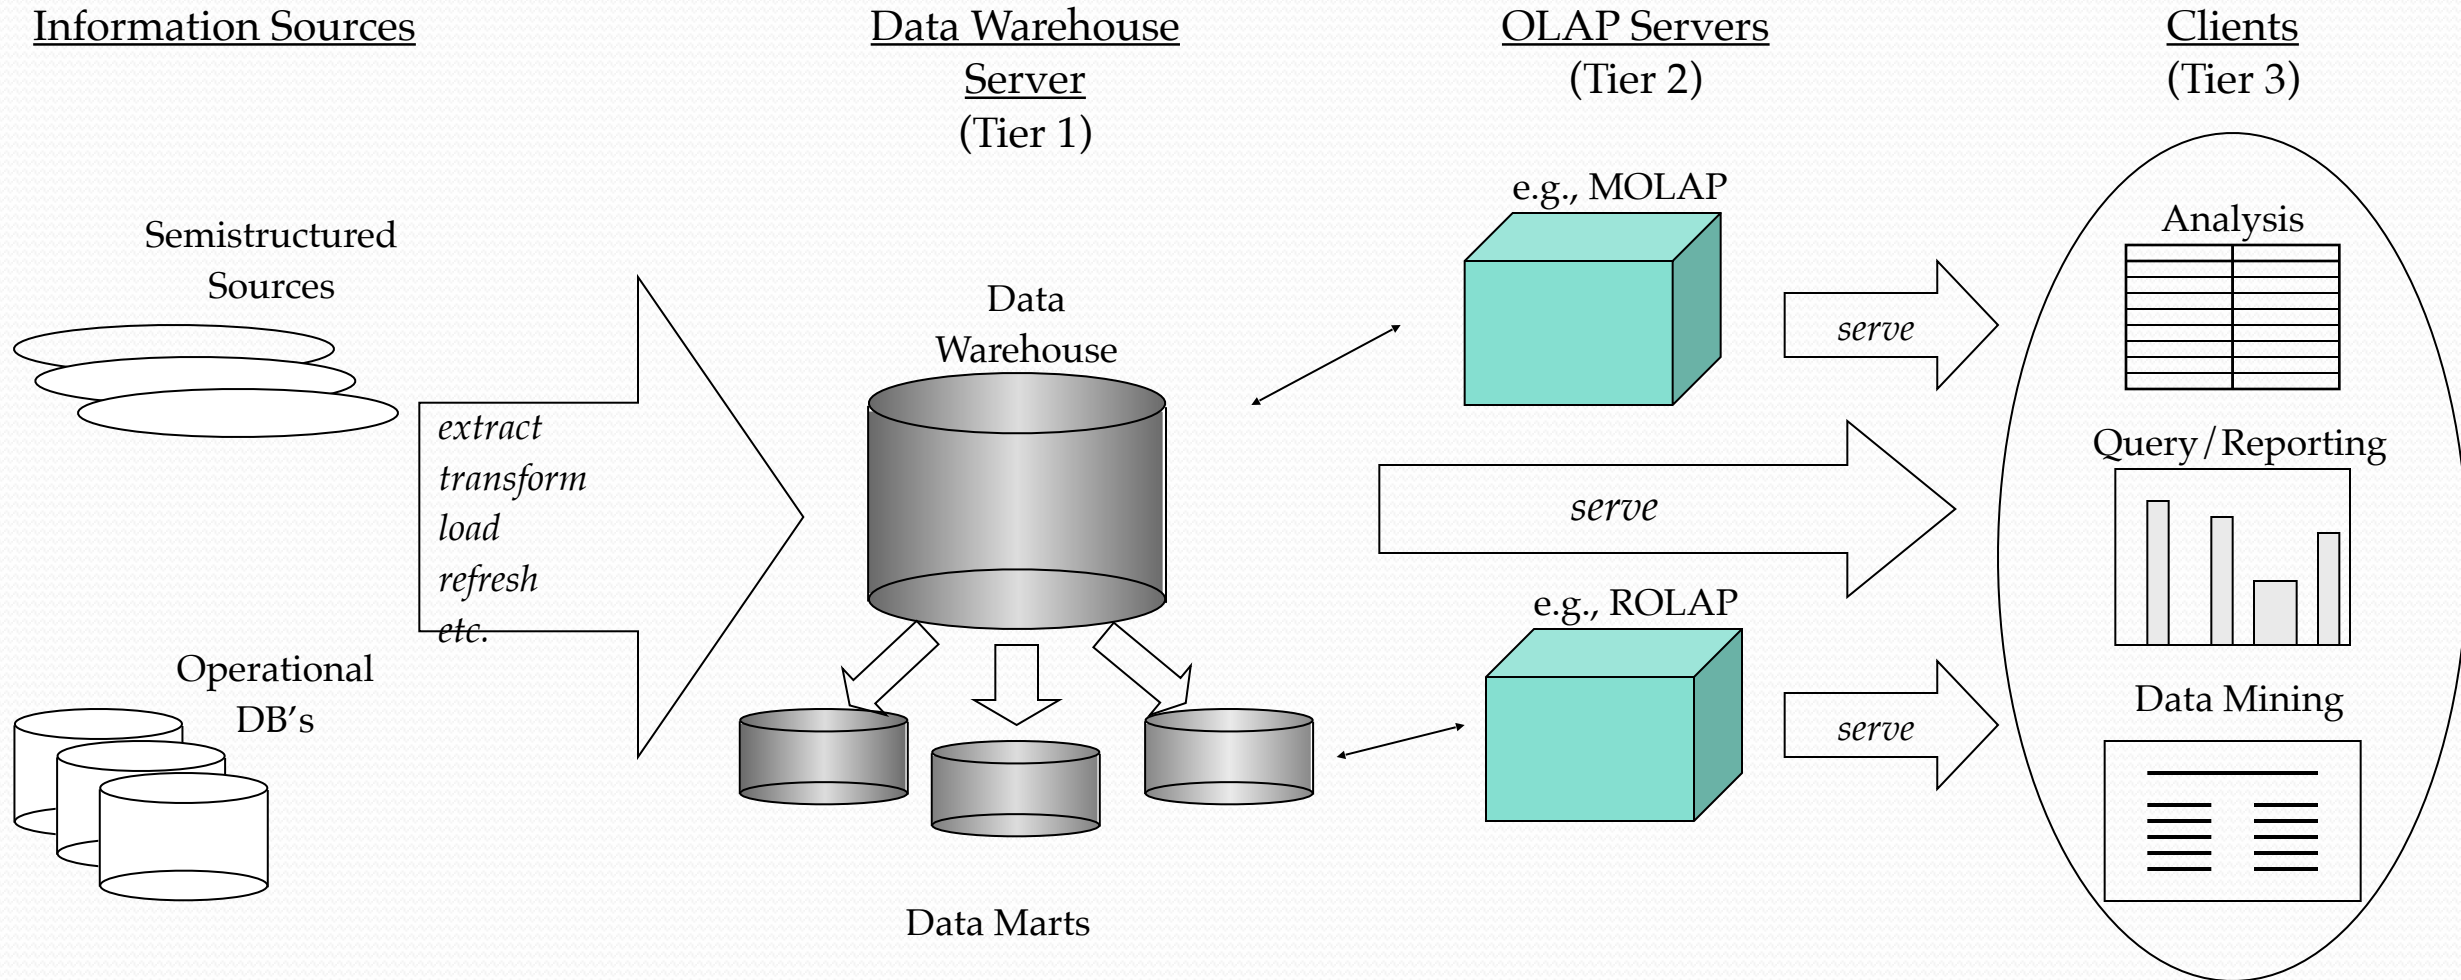 Information Sources
Data Warehouse
Server
(Tier 1)
OLAP Servers
(Tier 2)
Clients
(Tier 3)
Semistructured
Sources
extract
transform
load
refresh
etc.
Operational
DB’s
Data
Warehouse
Data Marts
e.g., MOLAP
serve
serve
e.g., ROLAP
serve
Analysis
Query/Reporting
Data Mining